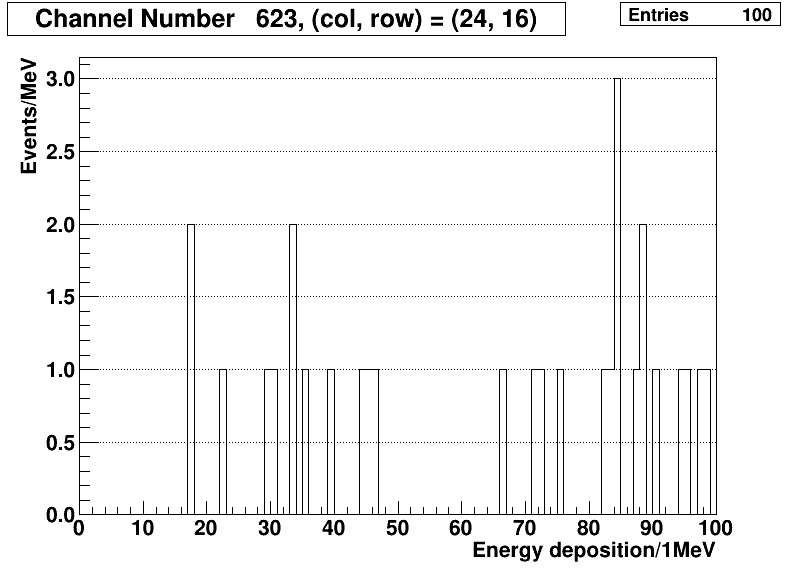 Channel Number 623, (col, row) = (24, 16)
Entries 100
Events/MeV
3.0
2.5
2.0
1.5
1.0
0.5
0.0
0 10 20 30 40 50 60 70 80 90 100
Energy deposition/1MeV